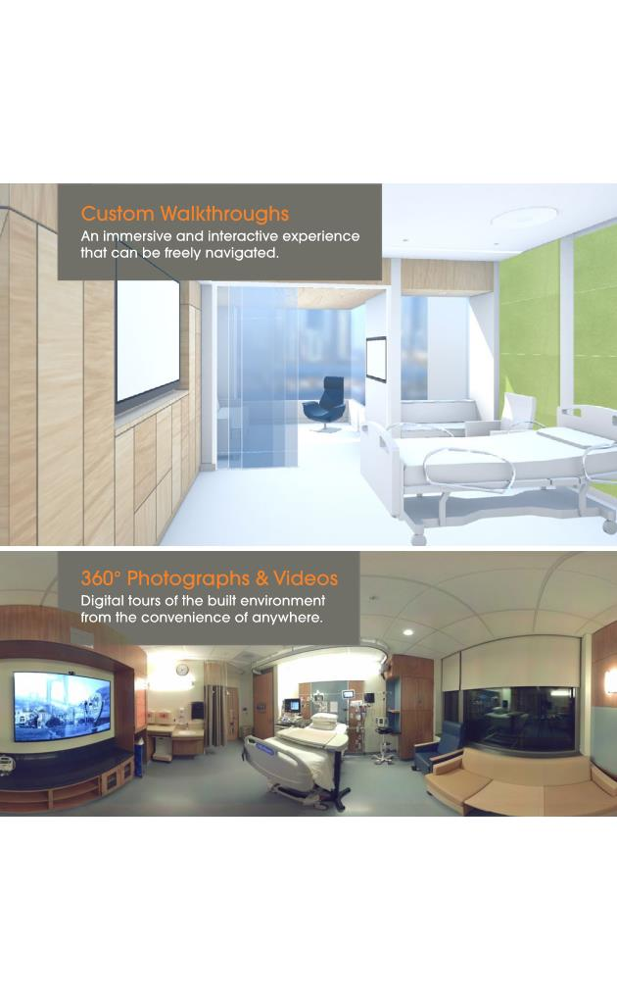 Custom Walkthroughs
An immersive and interactive experience
that can be freely navigated.
360° Photographs & Videos
Digital tours of the built environment
from the convenience of anywhere.